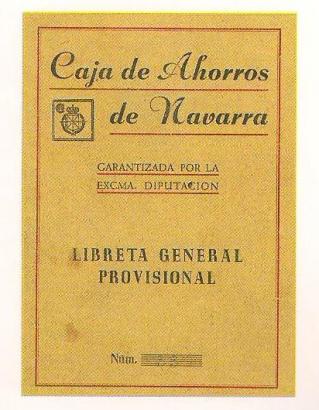 Caja de Ahorros
de Navarra
GARANTIZADA POR LA
EXCMA. DIPUTACION
LIBRETA GENERAL
PROVISIONAL
Núm.